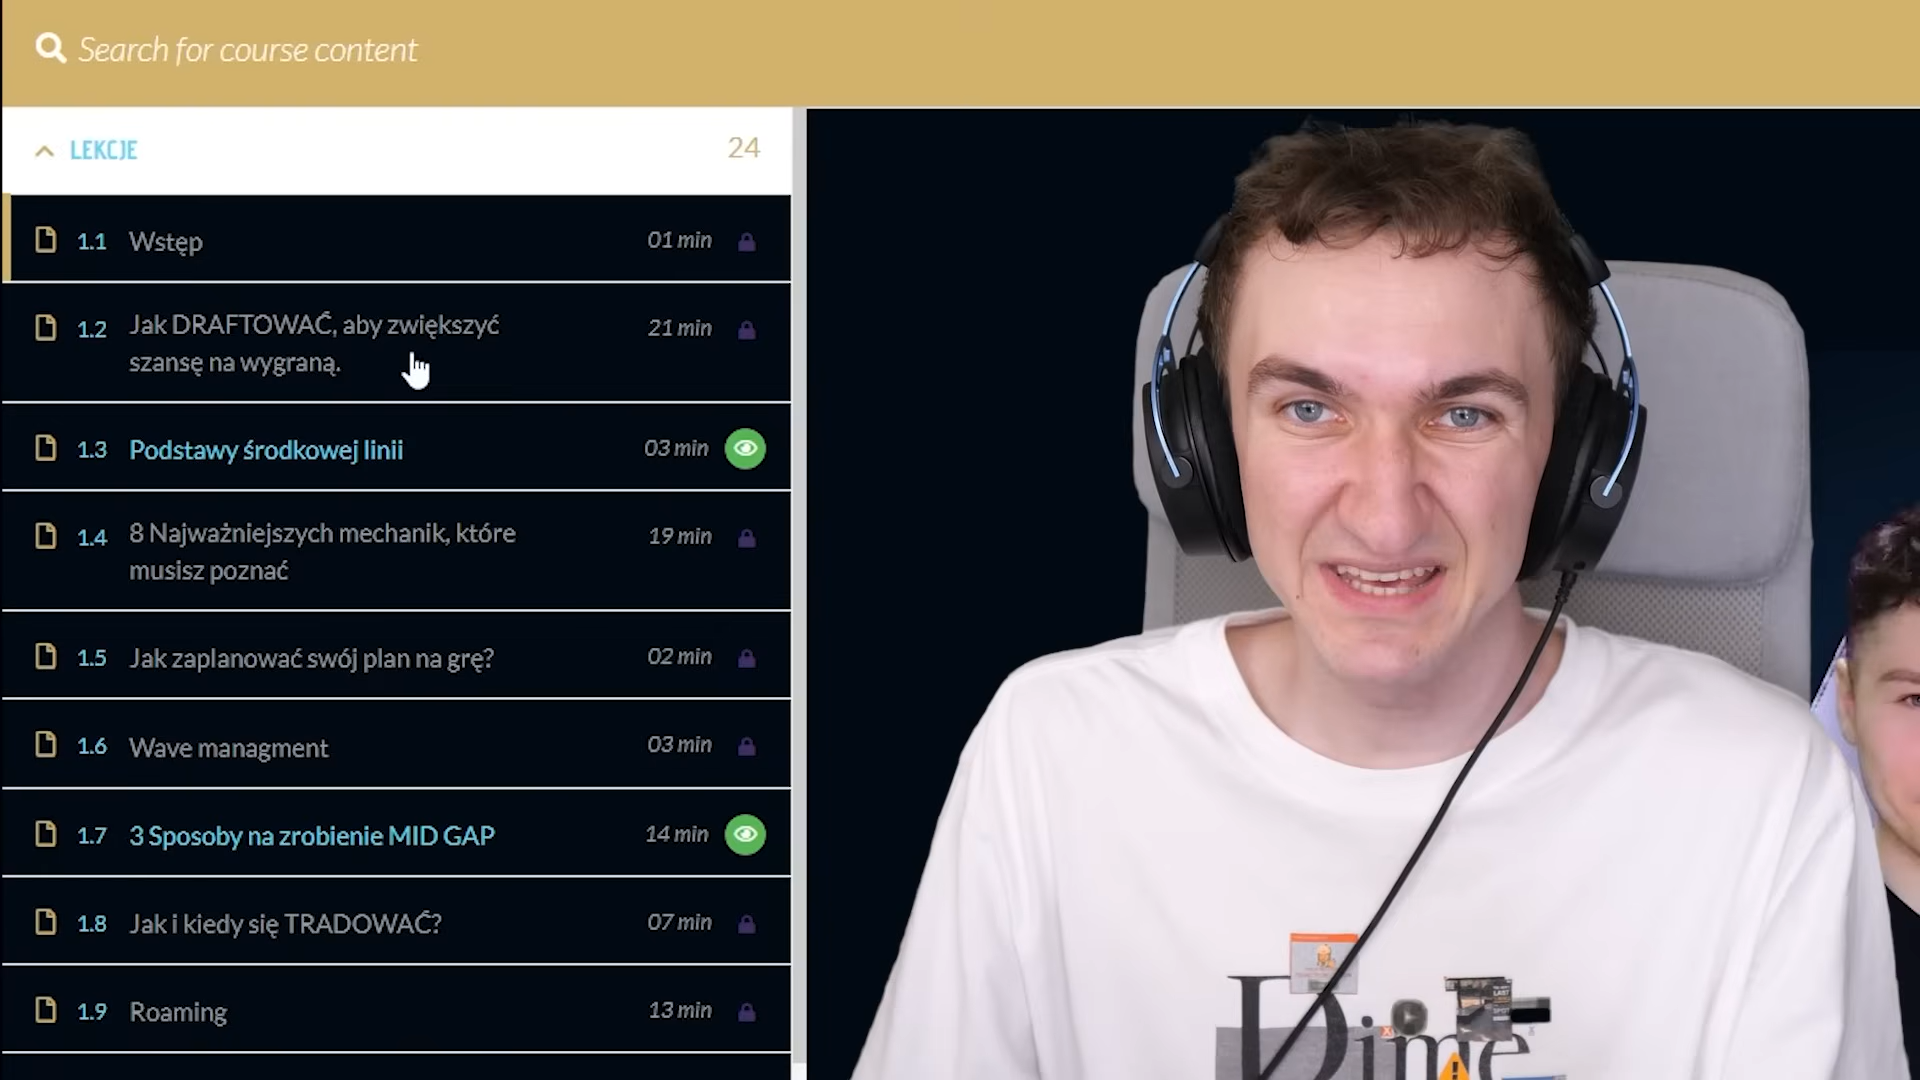 Search for course content
LEKCJE 24
1.1 Wstęp 01 min
1.2 Jak DRAFTOWAĆ, aby zwiększyć 21 min
szansę na wygraną.
1.3 Podstawy środkowej linii 03 min
1.4 8 Najważniejszych mechanik, które 19 min
musisz poznać
1.5 Jak zaplanować swój plan na grę? 02 min
1.6 Wave managment 03 min
1.7 3 Sposoby na zrobienie MID GAP 14 min
1.8 Jak i kiedy się TRADOWAĆ? 07 min
1.9 Roaming 13 min
Dime